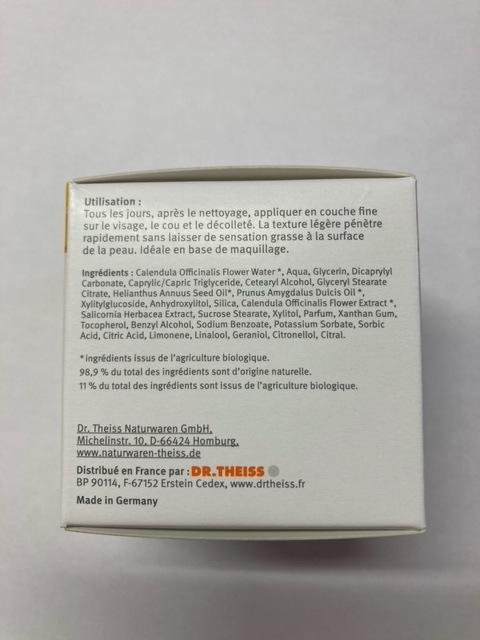 Utilisation :
Tous les jours, après le nettoyage, appliquer en couche fine
sur le visage, le cou et le décolleté. La texture légère pénètre
rapidement sans laisser de sensation grasse à la surface
de la peau. Idéale en base de maquillage.
Ingrédients : Calendula Officinalis Flower Water *, Aqua, Glycerin, Dicaprylyl
Carbonate, Caprylic/Capric Triglyceride, Cetearyl Alcohol, Glyceryl Stearate
Citrate, Helianthus Annuus Seed Oil*, Prunus Amygdalus Dulcis Oil *,
Xylitylglucoside, Anhydroxylitol, Silica, Calendula Officinalis Flower Extract *,
Salicornia Herbacea Extract, Sucrose Stearate, Xylitol, Parfum, Xanthan Gum,
Tocopherol, Benzyl Alcohol, Sodium Benzoate, Potassium Sorbate, Sorbic
Acid, Citric Acid, Limonene, Linalool, Geraniol, Citronellol, Citral.
*ingrédients issus de l'agriculture biologique.
98,9 % du total des ingrédients sont d'origine naturelle.
11 % du total des ingrédients sont issus de l'agriculture biologique.
Dr. Theiss Naturwaren GmbH,
Michelinstr. 10, D-66424 Homburg,
www.naturwaren-theiss.de
Distribué en France par : DR.THEISS
BP 90114, F-67152 Erstein Cedex, www.drtheiss.fr
Made in Germany